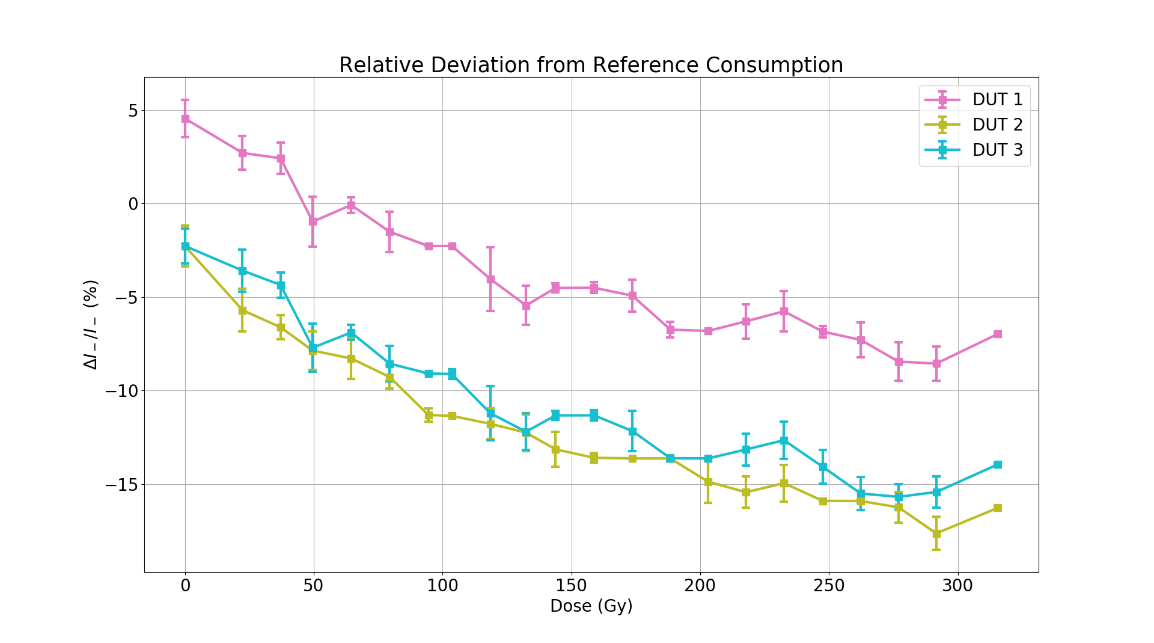 Relative Deviation from Reference Consumption
DUT 1
DUT 2
DUT 3
5
0
−5
−10
−15
ΔI₋/I₋ (%)
0 50 100 150 200 250 300
Dose (Gy)